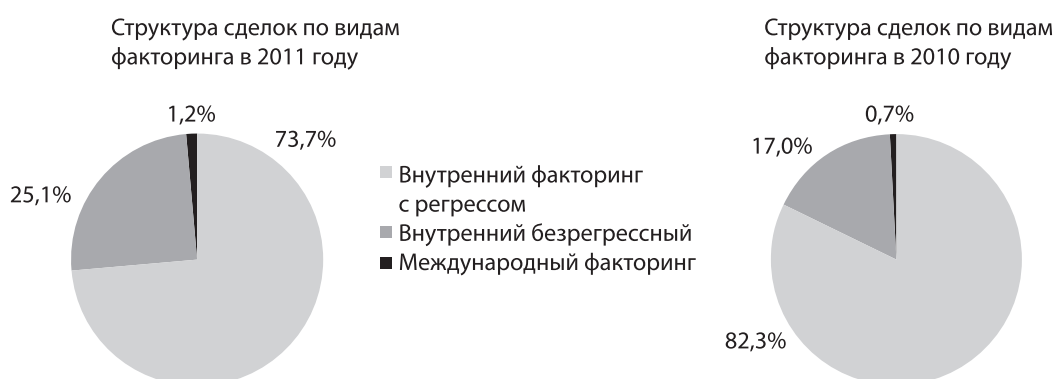 Структура сделок по видам
факторинга в 2011 году
1,2%
73,7%
25,1%
Внутренний факторинг
с регрессом
Внутренний безрегрессный
Международный факторинг
Структура сделок по видам
факторинга в 2010 году
0,7%
17,0%
82,3%